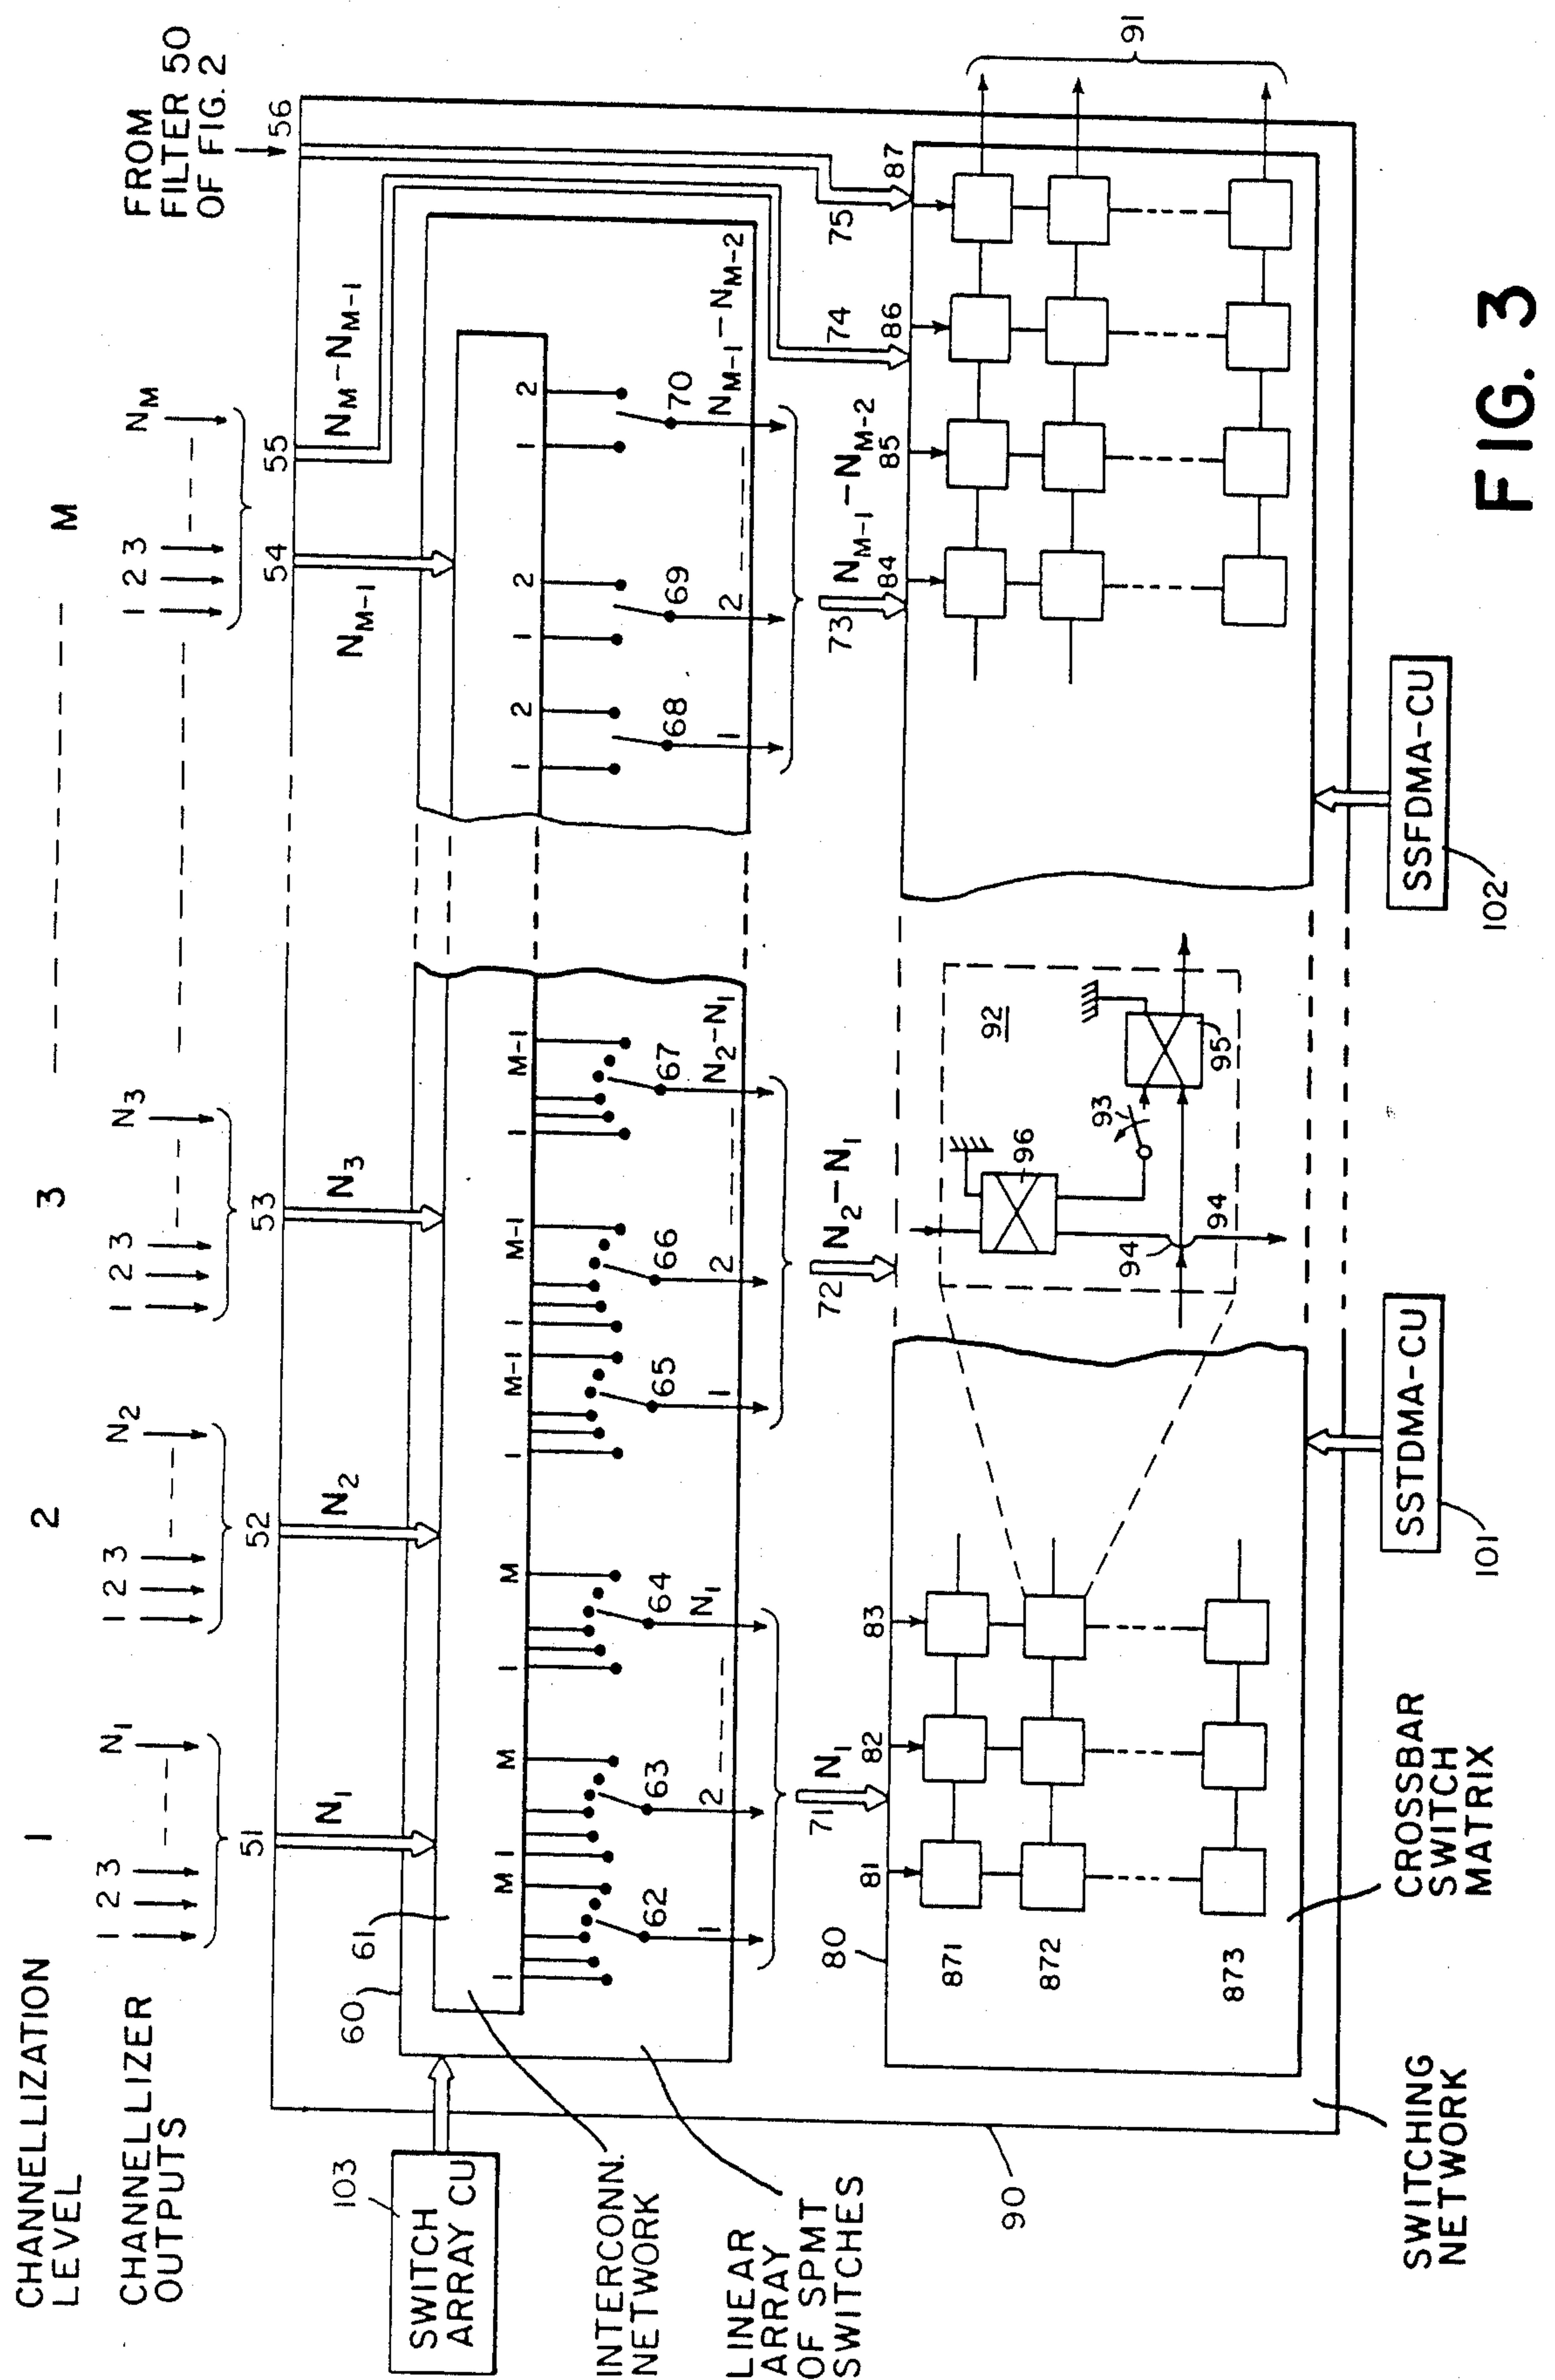 CHANNELLIZATION
LEVEL
1
2
3
M
CHANNELLIZER
OUTPUTS
1 2 3 N1
1 2 3 N2
1 2 3 N3
1 2 3 NM
FROM
FILTER 50
OF FIG. 2
51
52
53
54
55
56
N1
N2
N3
NM-1
NM-NM-1
103
SWITCH
ARRAY CU
60
61
1 M 1 M 1 M
1 M-1 1 M-1 1 M-1
1 2 1 2 1 2
62
63
64
65
66
67
68
69
70
1 2 N1
1 2 N2-N1
1 2 NM-1-NM-2
INTERCONN.
NETWORK
LINEAR
ARRAY
OF SPMT
SWITCHES
71
N1
72
N2-N1
73
NM-1-NM-2
74
75
80
81
82
83
84
85
86
87
871
872
873
91
92
93
94
94
95
96
90
SWITCHING
NETWORK
CROSSBAR
SWITCH
MATRIX
101
SSTDMA-CU
102
SSFDMA-CU
FIG. 3